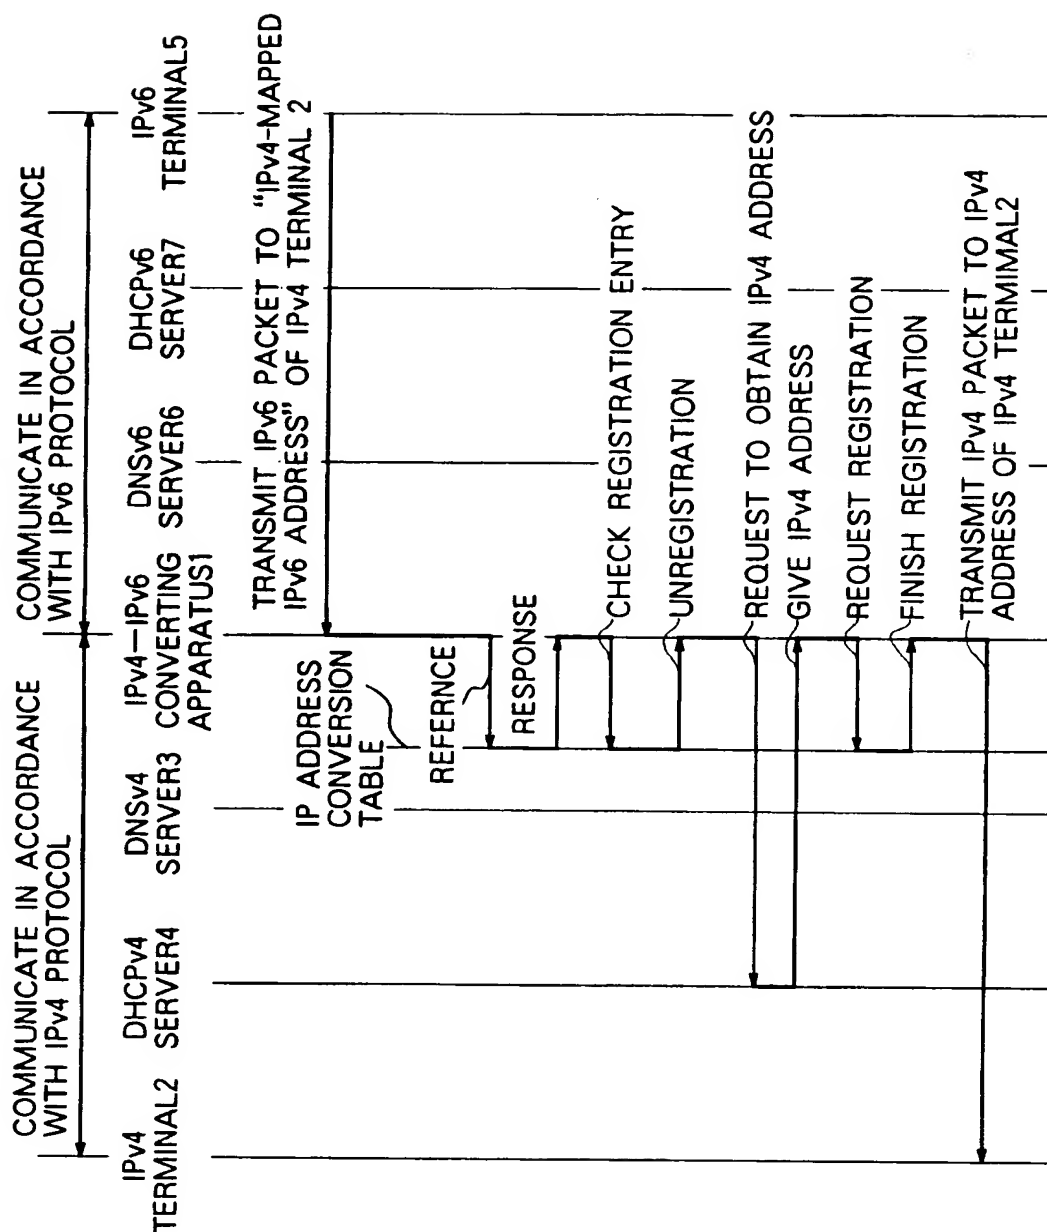 COMMUNICATE IN ACCORDANCE
WITH IPv4 PROTOCOL
COMMUNICATE IN ACCORDANCE
WITH IPv6 PROTOCOL
IPv4
TERMINAL2
DHCPv4
SERVER4
DNSv4
SERVER3
IPv4—IPv6
CONVERTING
APPARATUS1
DNSv6
SERVER6
DHCPv6
SERVER7
IPv6
TERMINAL5
TRANSMIT IPv6 PACKET TO "IPv4-MAPPED
IPv6 ADDRESS" OF IPv4 TERMINAL 2
IP ADDRESS
CONVERSION
TABLE
REFERNCE
RESPONSE
CHECK REGISTRATION ENTRY
UNREGISTRATION
REQUEST TO OBTAIN IPv4 ADDRESS
GIVE IPv4 ADDRESS
REQUEST REGISTRATION
FINISH REGISTRATION
TRANSMIT IPv4 PACKET TO IPv4
ADDRESS OF IPv4 TERMIMAL2